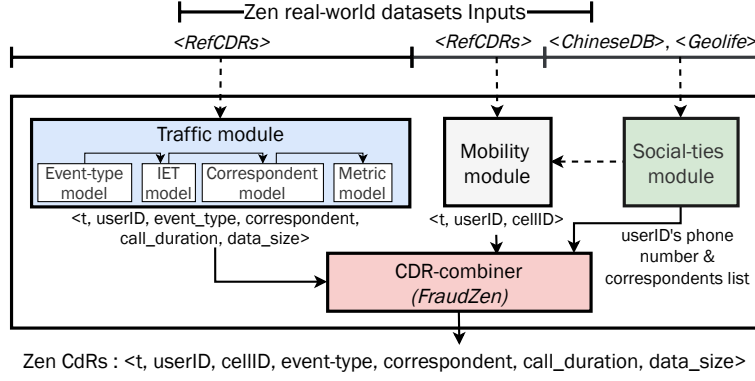 Zen real-world datasets Inputs
<RefCDRs>
<RefCDRs>
<ChineseDB>, <Geolife>
Traffic module
Event-type
model
IET
model
Correspondent
model
Metric
model
Mobility
module
Social-ties
module
<t, userID, event_type, correspondent,
call_duration, data_size>
<t, userID, cellID>
userID's phone
number &
correspondents list
CDR-combiner
(FraudZen)
Zen CdRs : <t, userID, cellID, event-type, correspondent, call_duration, data_size>